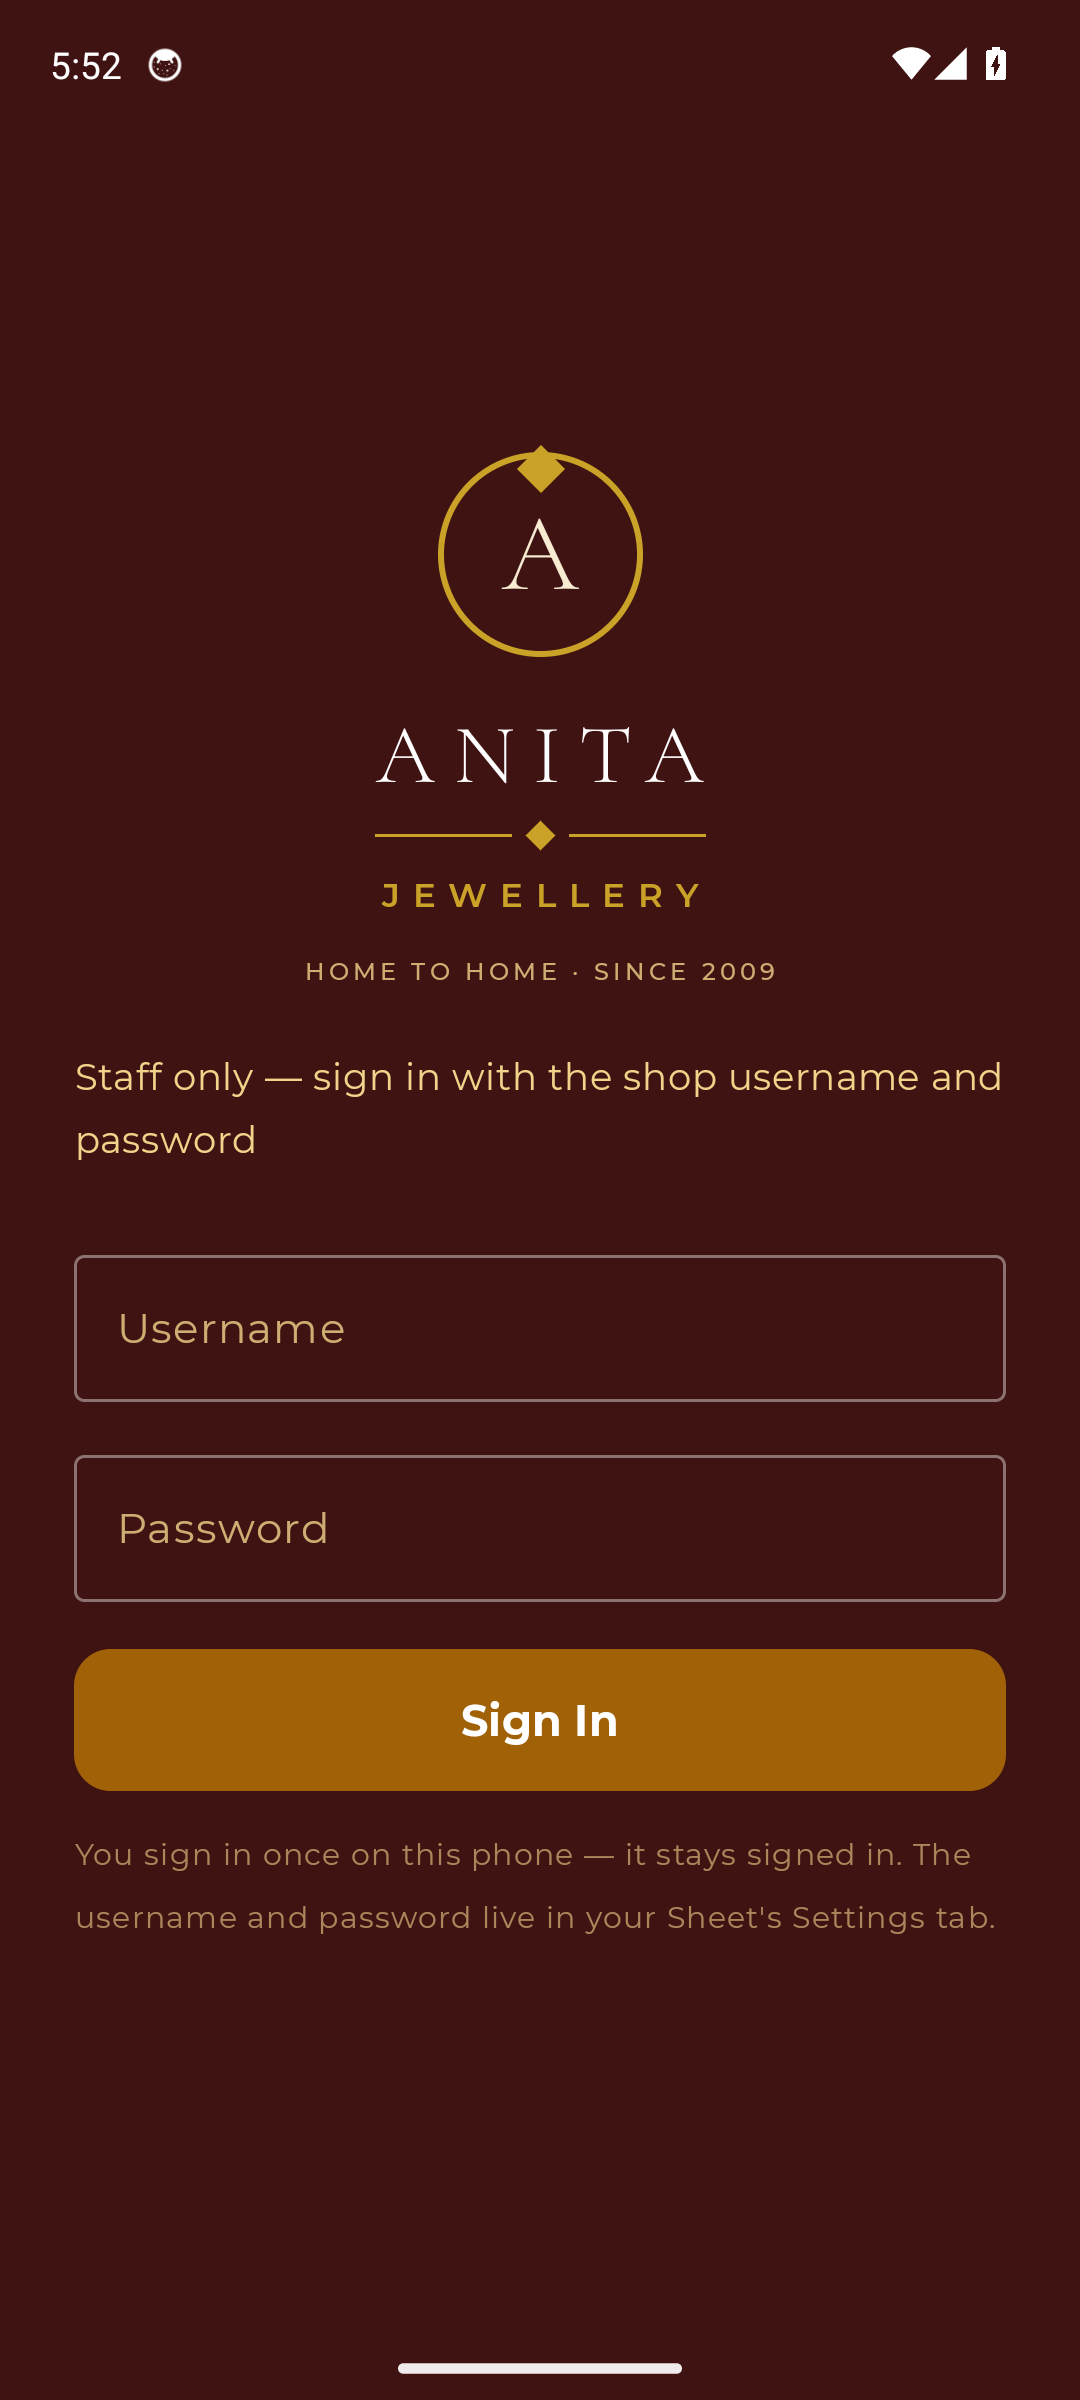 5:52
A
ANITA
JEWELLERY
HOME TO HOME · SINCE 2009
Staff only — sign in with the shop username and
password
Username
Password
Sign In
You sign in once on this phone — it stays signed in. The
username and password live in your Sheet's Settings tab.